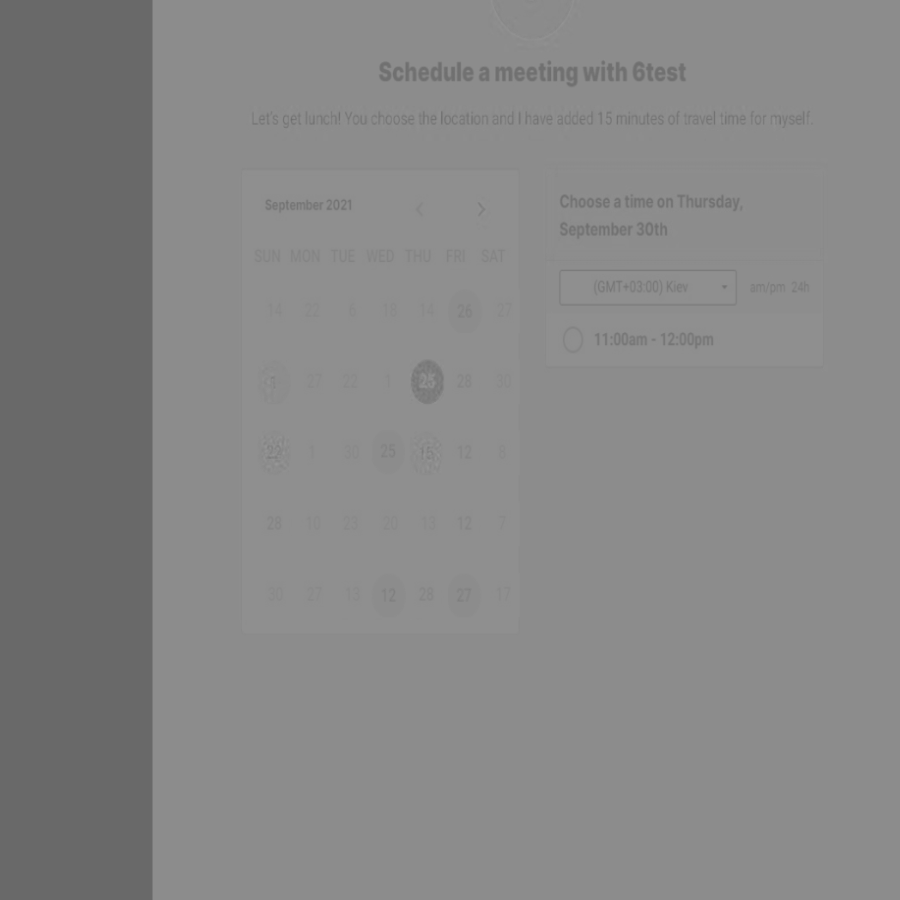 Schedule a meeting with 6test
Let's get lunch! You choose the location and I have added 15 minutes of travel time for myself.
September 2021
SUN MON TUE WED THU FRI SAT
14 22 6 18 14 26 27
3 27 22 1 25 28 30
22 1 30 25 15 12 8
28 16 23 20 13 12 7
30 27 13 12 28 27 17
Choose a time on Thursday,
September 30th
(GMT+03:00) Kiev am/pm 24h
11:00am - 12:00pm